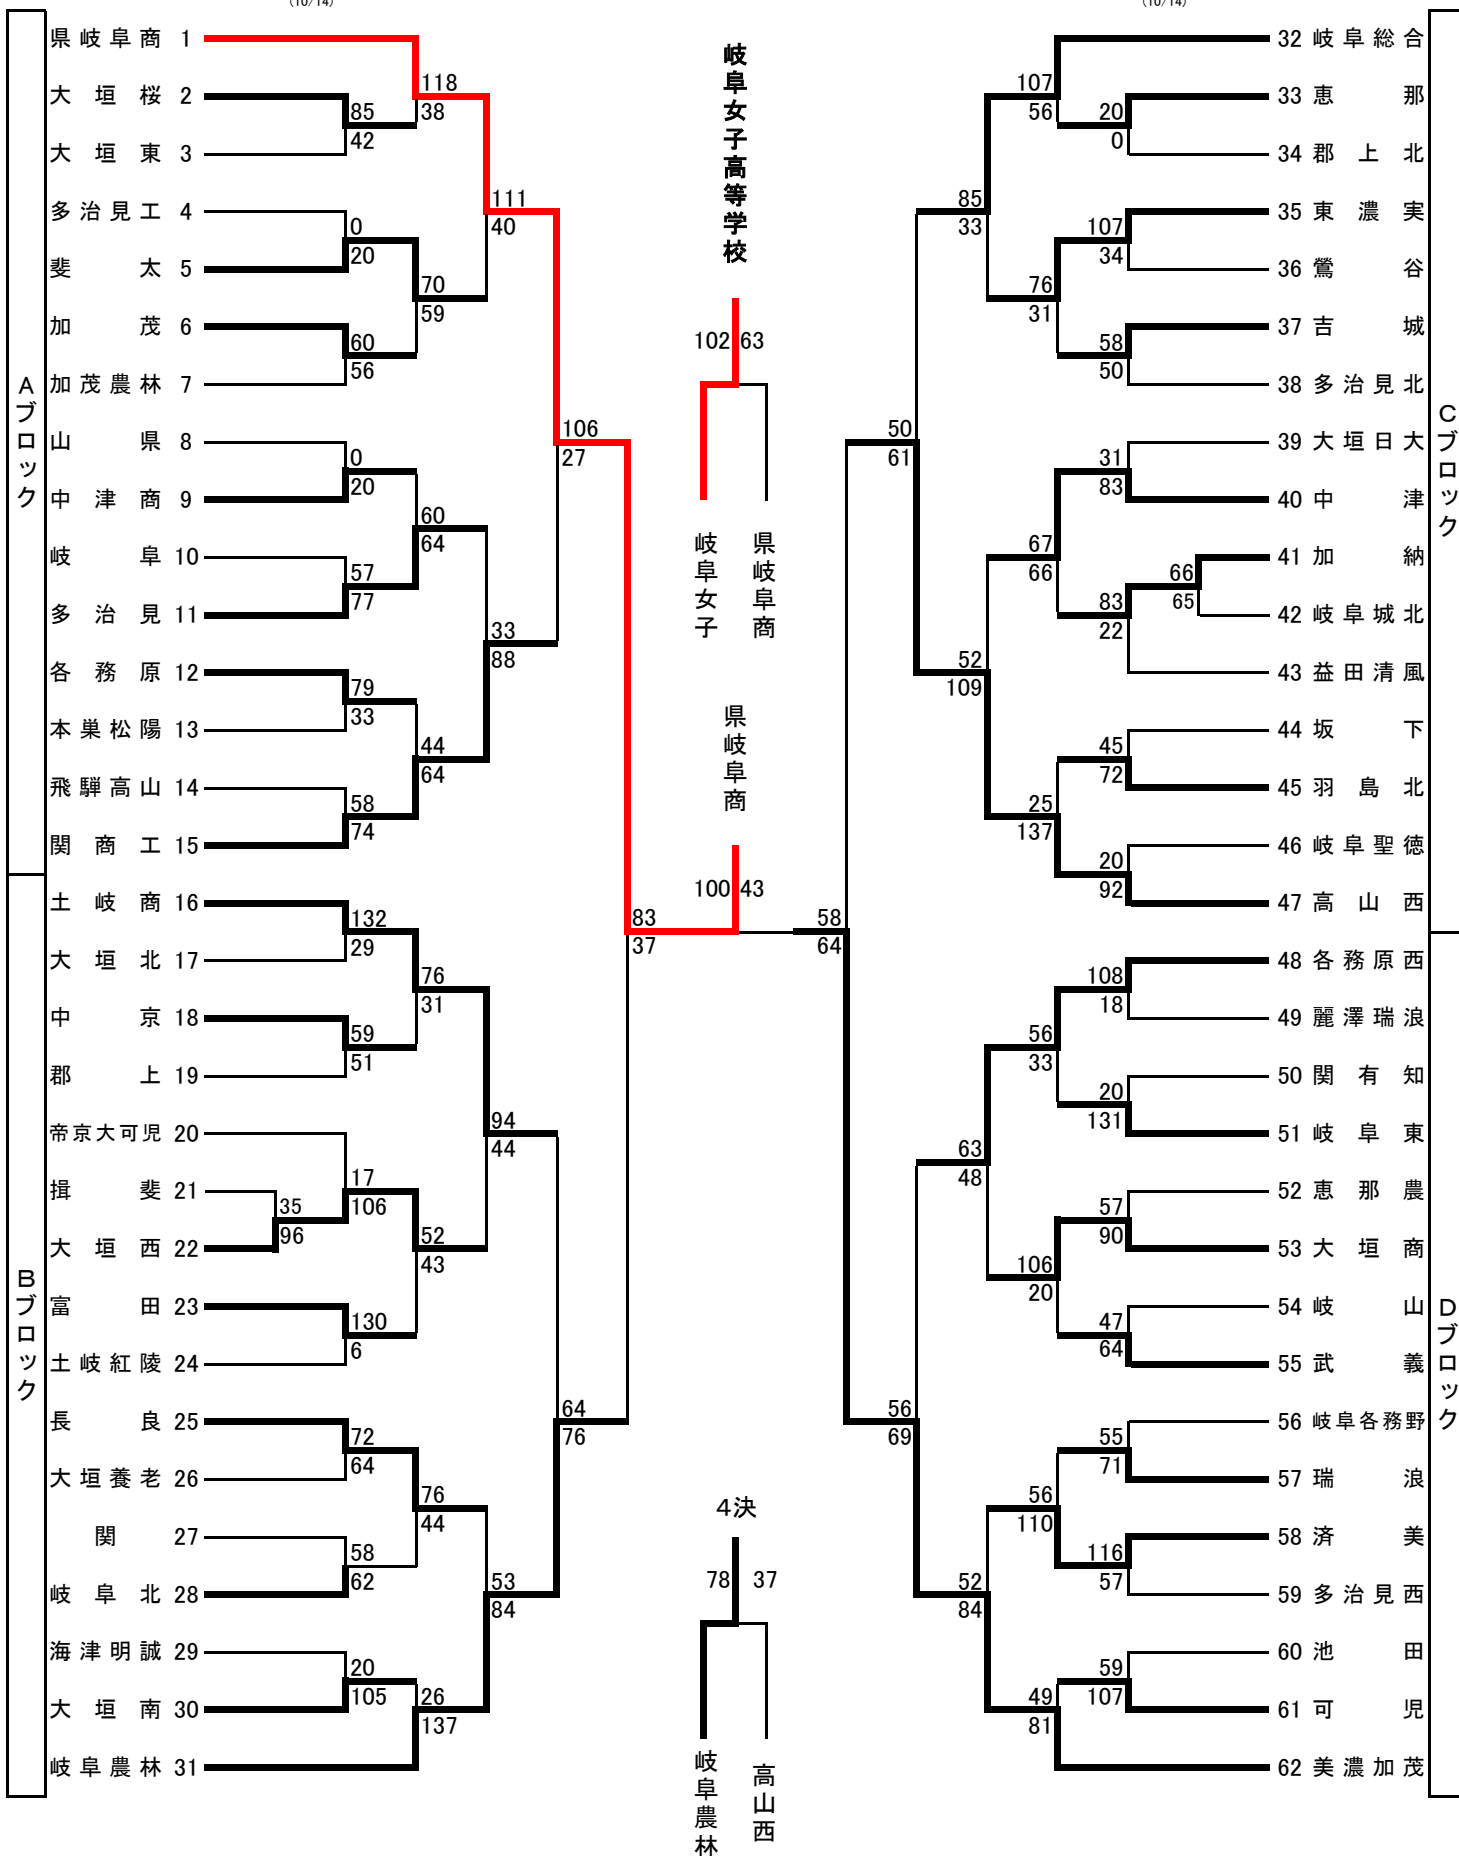 (10/14)
(10/14)
Aブロック
県岐阜商 1
大垣桜 2
大垣東 3
多治見工 4
斐太 5
加茂 6
加茂農林 7
山県 8
中津商 9
岐阜 10
多治見 11
各務原 12
本巣松陽 13
飛騨高山 14
関商工 15
Bブロック
土岐商 16
大垣北 17
中京 18
郡上 19
帝京大可児 20
揖斐 21
大垣西 22
富田 23
土岐紅陵 24
長良 25
大垣養老 26
関 27
岐阜北 28
海津明誠 29
大垣南 30
岐阜農林 31
35
96
85
42
0
20
60
56
0
20
57
77
79
33
58
74
132
29
59
51
17
106
130
6
72
64
58
62
20
105
118
38
70
59
60
64
44
64
76
31
52
43
76
44
26
137
111
40
33
88
94
44
53
84
106
27
64
76
83
37
岐阜女子高等学校
102 63
岐阜女子
県岐阜商
県岐阜商
100 43
4決
78 37
岐阜農林
高山西
58
64
50
61
56
69
85
33
52
109
63
48
52
84
107
56
76
31
67
66
25
137
56
33
106
20
56
110
49
81
20
0
107
34
58
50
31
83
83
22
45
72
20
92
108
18
20
131
57
90
47
64
55
71
116
57
59
107
66
65
Cブロック
32 岐阜総合
33 恵那
34 郡上北
35 東濃実
36 鶯谷
37 吉城
38 多治見北
39 大垣日大
40 中津
41 加納
42 岐阜城北
43 益田清風
44 坂下
45 羽島北
46 岐阜聖徳
47 高山西
Dブロック
48 各務原西
49 麗澤瑞浪
50 関有知
51 岐阜東
52 恵那農
53 大垣商
54 岐山
55 武義
56 岐阜各務野
57 瑞浪
58 済美
59 多治見西
60 池田
61 可児
62 美濃加茂